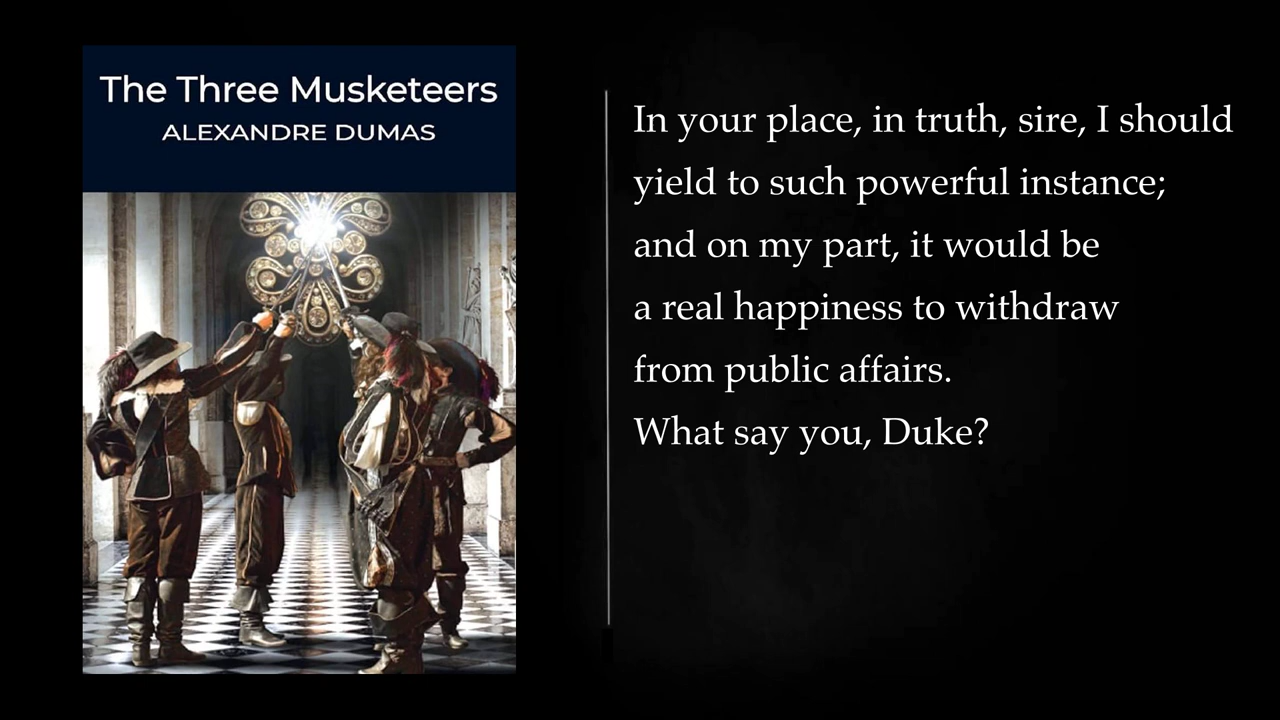 The Three Musketeers
ALEXANDRE DUMAS
In your place, in truth, sire, I should
yield to such powerful instance;
and on my part, it would be
a real happiness to withdraw
from public affairs.
What say you, Duke?